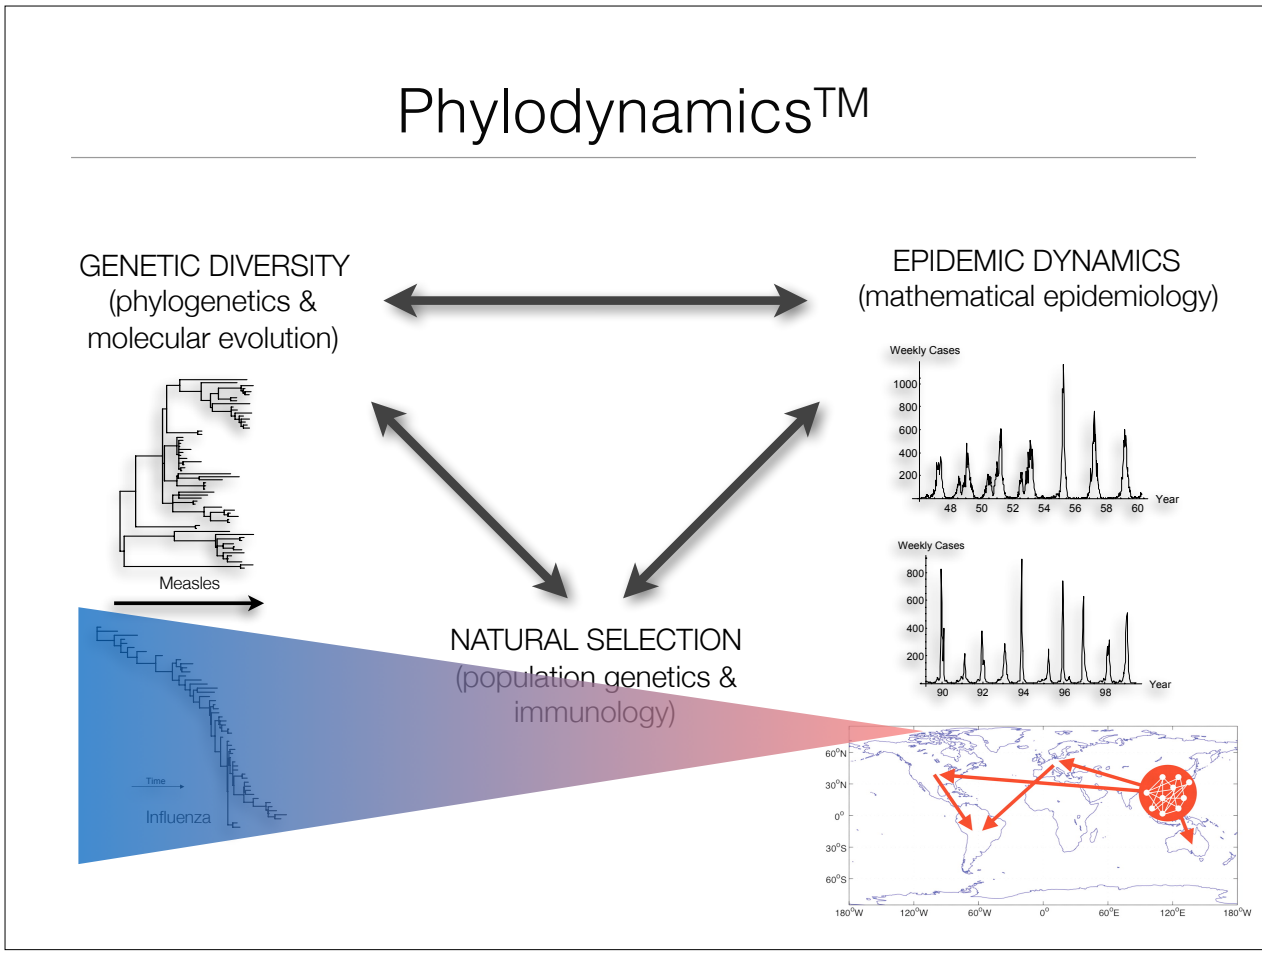 Phylodynamics™
GENETIC DIVERSITY
(phylogenetics &
molecular evolution)
EPIDEMIC DYNAMICS
(mathematical epidemiology)
Measles
Time
Influenza
NATURAL SELECTION
(population genetics &
immunology)
Weekly Cases
1000
800
600
400
200
48 50 52 54 56 58 60 Year
Weekly Cases
800
600
400
200
90 92 94 96 98 Year
60°N
30°N
0°
30°S
60°S
180°W 120°W 60°W 0° 60°E 120°E 180°W